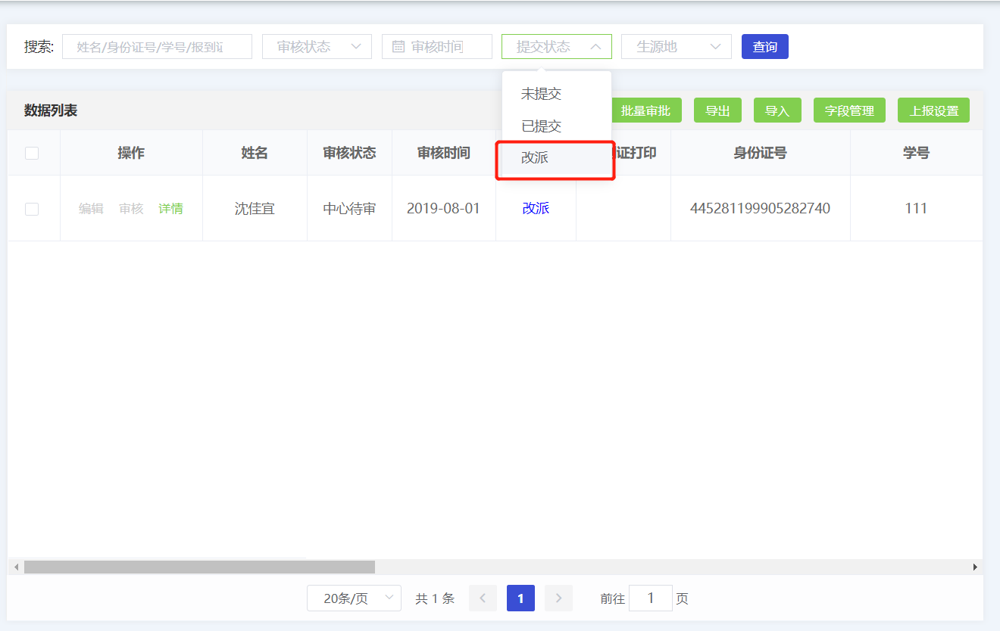 搜索: 姓名/身份证号/学号/报到 审核状态 审核时间 提交状态 生源地 查询
未提交
已提交
改派
数据列表 批量审批 导出 导入 字段管理 上报设置
操作 姓名 审核状态 审核时间 证打印 身份证号 学号
编辑 审核 详情 沈佳宜 中心待审 2019-08-01 改派 445281199905282740 111
20条/页 共 1 条 1 前往 1 页